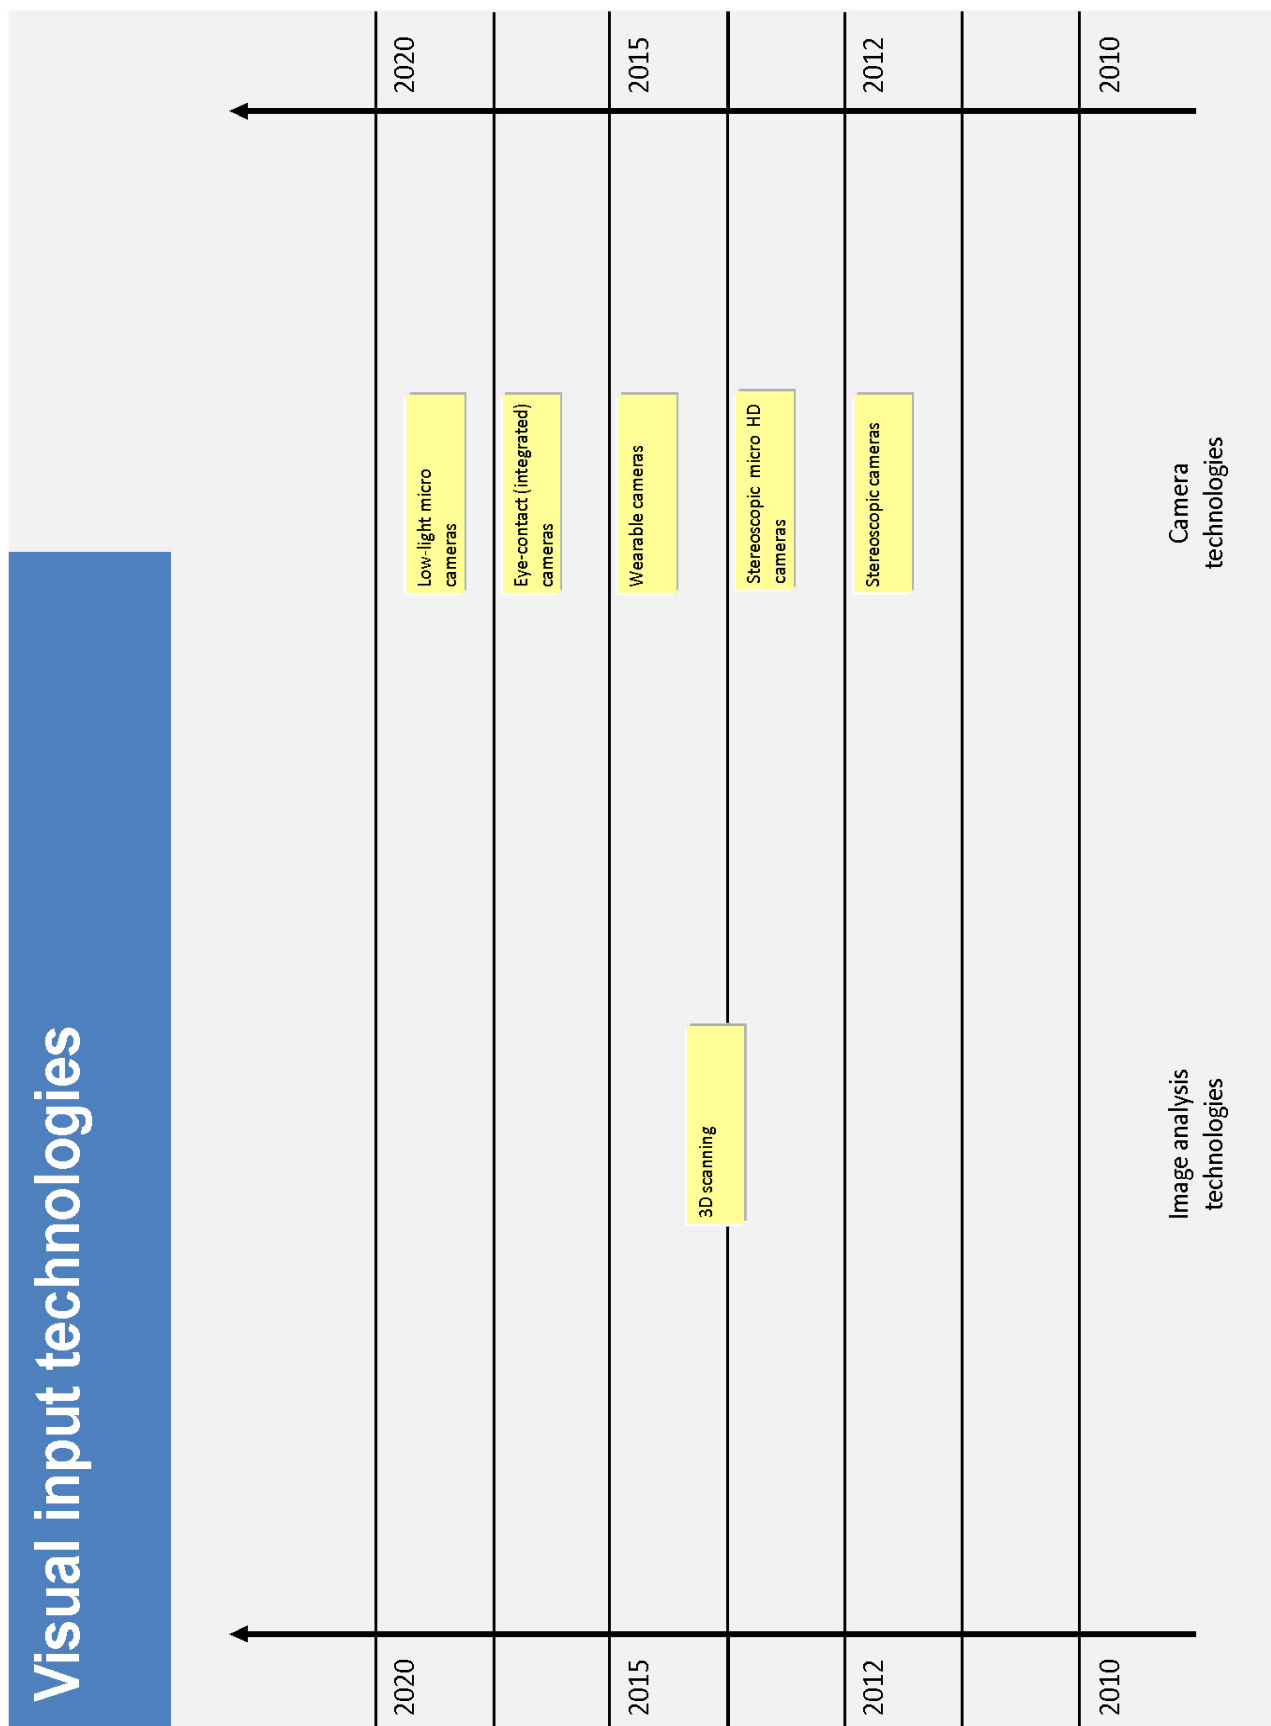 Visual input technologies
2020
Low-light micro
cameras
2020
Eye-contact (integrated)
cameras
2015
Wearable cameras
2015
3D scanning
Stereoscopic micro HD
cameras
2012
Stereoscopic cameras
2012
2010
2010
Image analysis
technologies
Camera
technologies